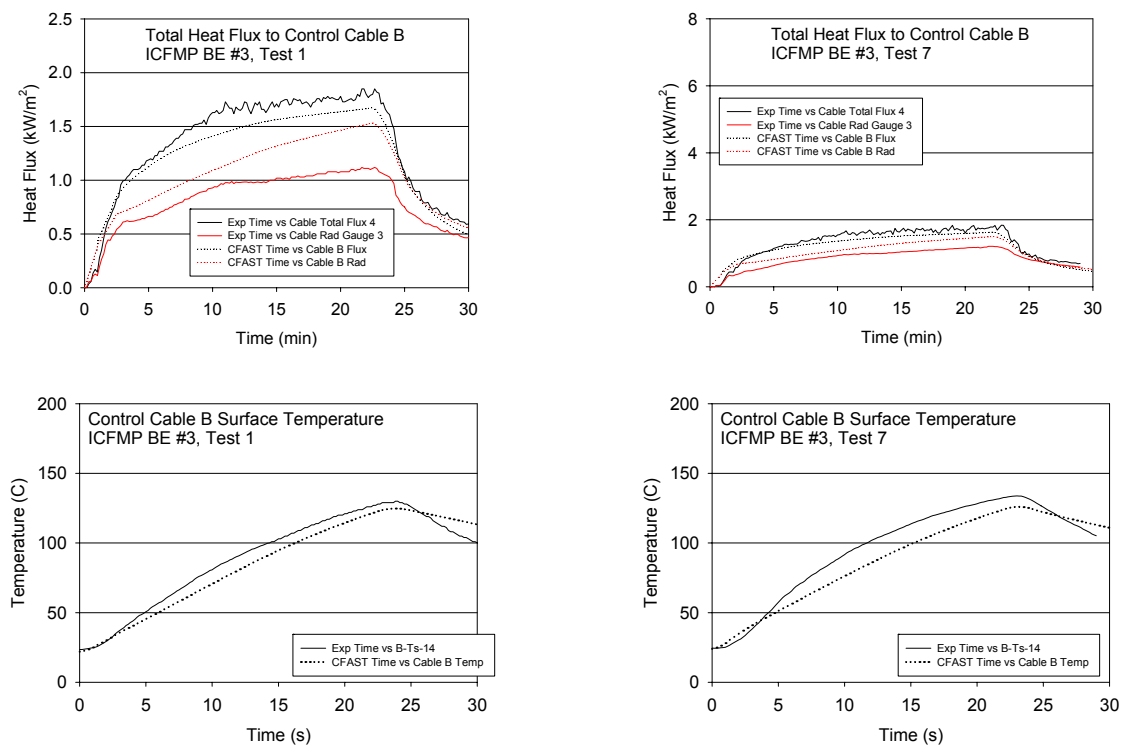 Total Heat Flux to Control Cable B
ICFMP BE #3, Test 1
Heat Flux (kW/m²)
2.5
2.0
1.5
1.0
0.5
0.0
Exp Time vs Cable Total Flux 4
Exp Time vs Cable Rad Gauge 3
CFAST Time vs Cable B Flux
CFAST Time vs Cable B Rad
0 5 10 15 20 25 30
Time (min)
Total Heat Flux to Control Cable B
ICFMP BE #3, Test 7
Heat Flux (kW/m²)
8
6
4
2
0
Exp Time vs Cable Total Flux 4
Exp Time vs Cable Rad Gauge 3
CFAST Time vs Cable B Flux
CFAST Time vs Cable B Rad
0 5 10 15 20 25 30
Time (min)
Control Cable B Surface Temperature
ICFMP BE #3, Test 1
Temperature (C)
200
150
100
50
0
Exp Time vs B-Ts-14
CFAST Time vs Cable B Temp
0 5 10 15 20 25 30
Time (s)
Control Cable B Surface Temperature
ICFMP BE #3, Test 7
Temperature (C)
200
150
100
50
0
Exp Time vs B-Ts-14
CFAST Time vs Cable B Temp
0 5 10 15 20 25 30
Time (s)